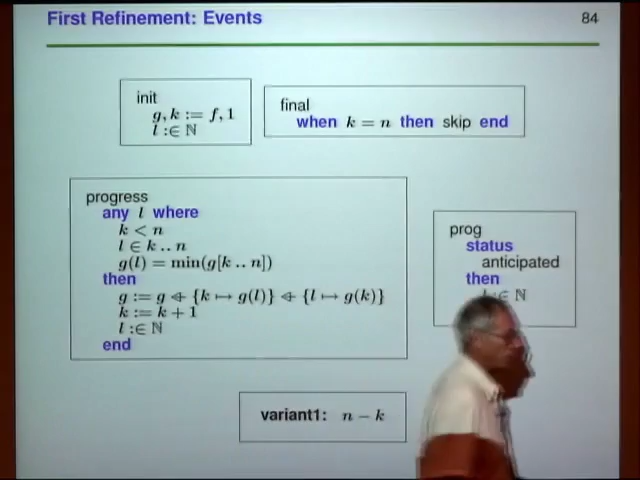 First Refinement: Events
84
init
g, k := f, 1
l :∈ ℕ
final
when k = n then skip end
progress
any l where
k < n
l ∈ k .. n
g(l) = min(g[k .. n])
then
g := g ⩤ {k ↦ g(l)} ⩤ {l ↦ g(k)}
k := k + 1
l :∈ ℕ
end
prog
status
anticipated
then
∈ ℕ
variant1: n − k